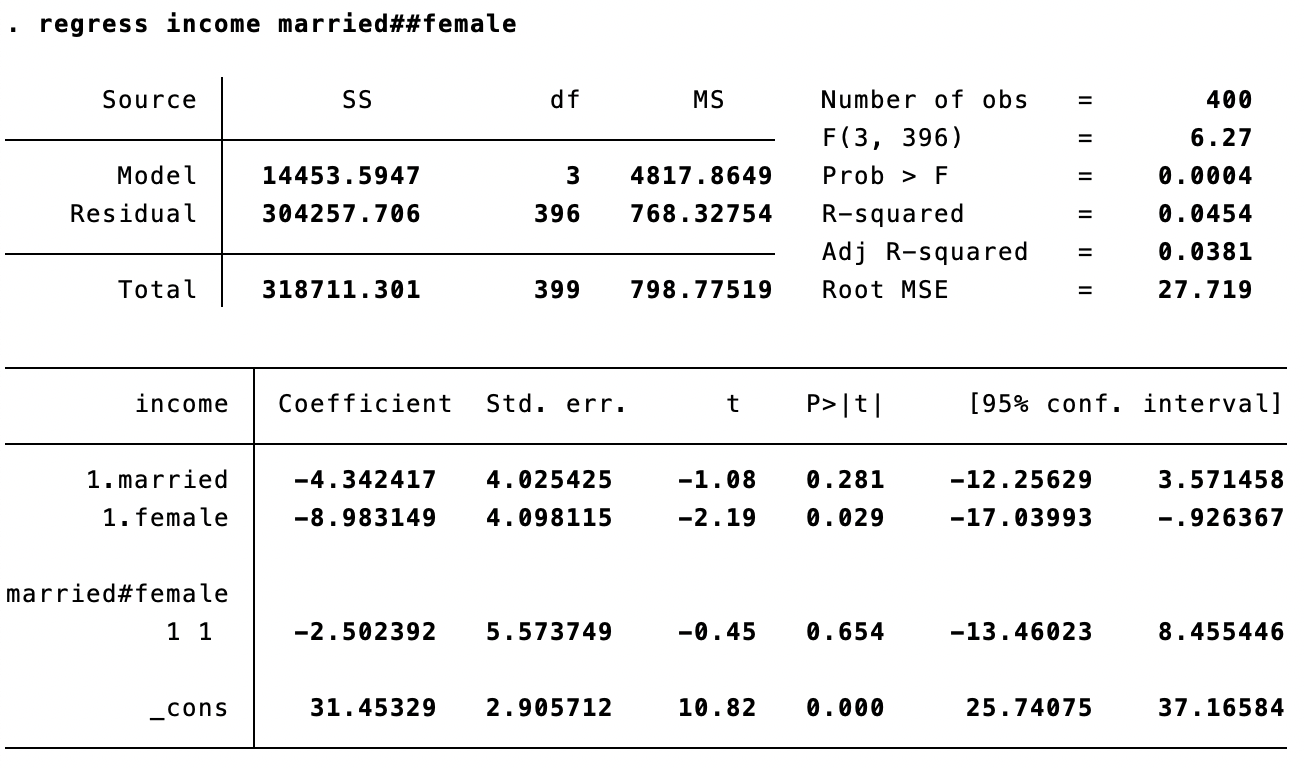 . regress income married##female
Source SS df MS Number of obs = 400
F(3, 396) = 6.27
Model 14453.5947 3 4817.8649 Prob > F = 0.0004
Residual 304257.706 396 768.32754 R-squared = 0.0454
Adj R-squared = 0.0381
Total 318711.301 399 798.77519 Root MSE = 27.719
income Coefficient Std. err. t P>|t| [95% conf. interval]
1.married -4.342417 4.025425 -1.08 0.281 -12.25629 3.571458
1.female -8.983149 4.098115 -2.19 0.029 -17.03993 -.926367
married#female
1 1 -2.502392 5.573749 -0.45 0.654 -13.46023 8.455446
_cons 31.45329 2.905712 10.82 0.000 25.74075 37.16584